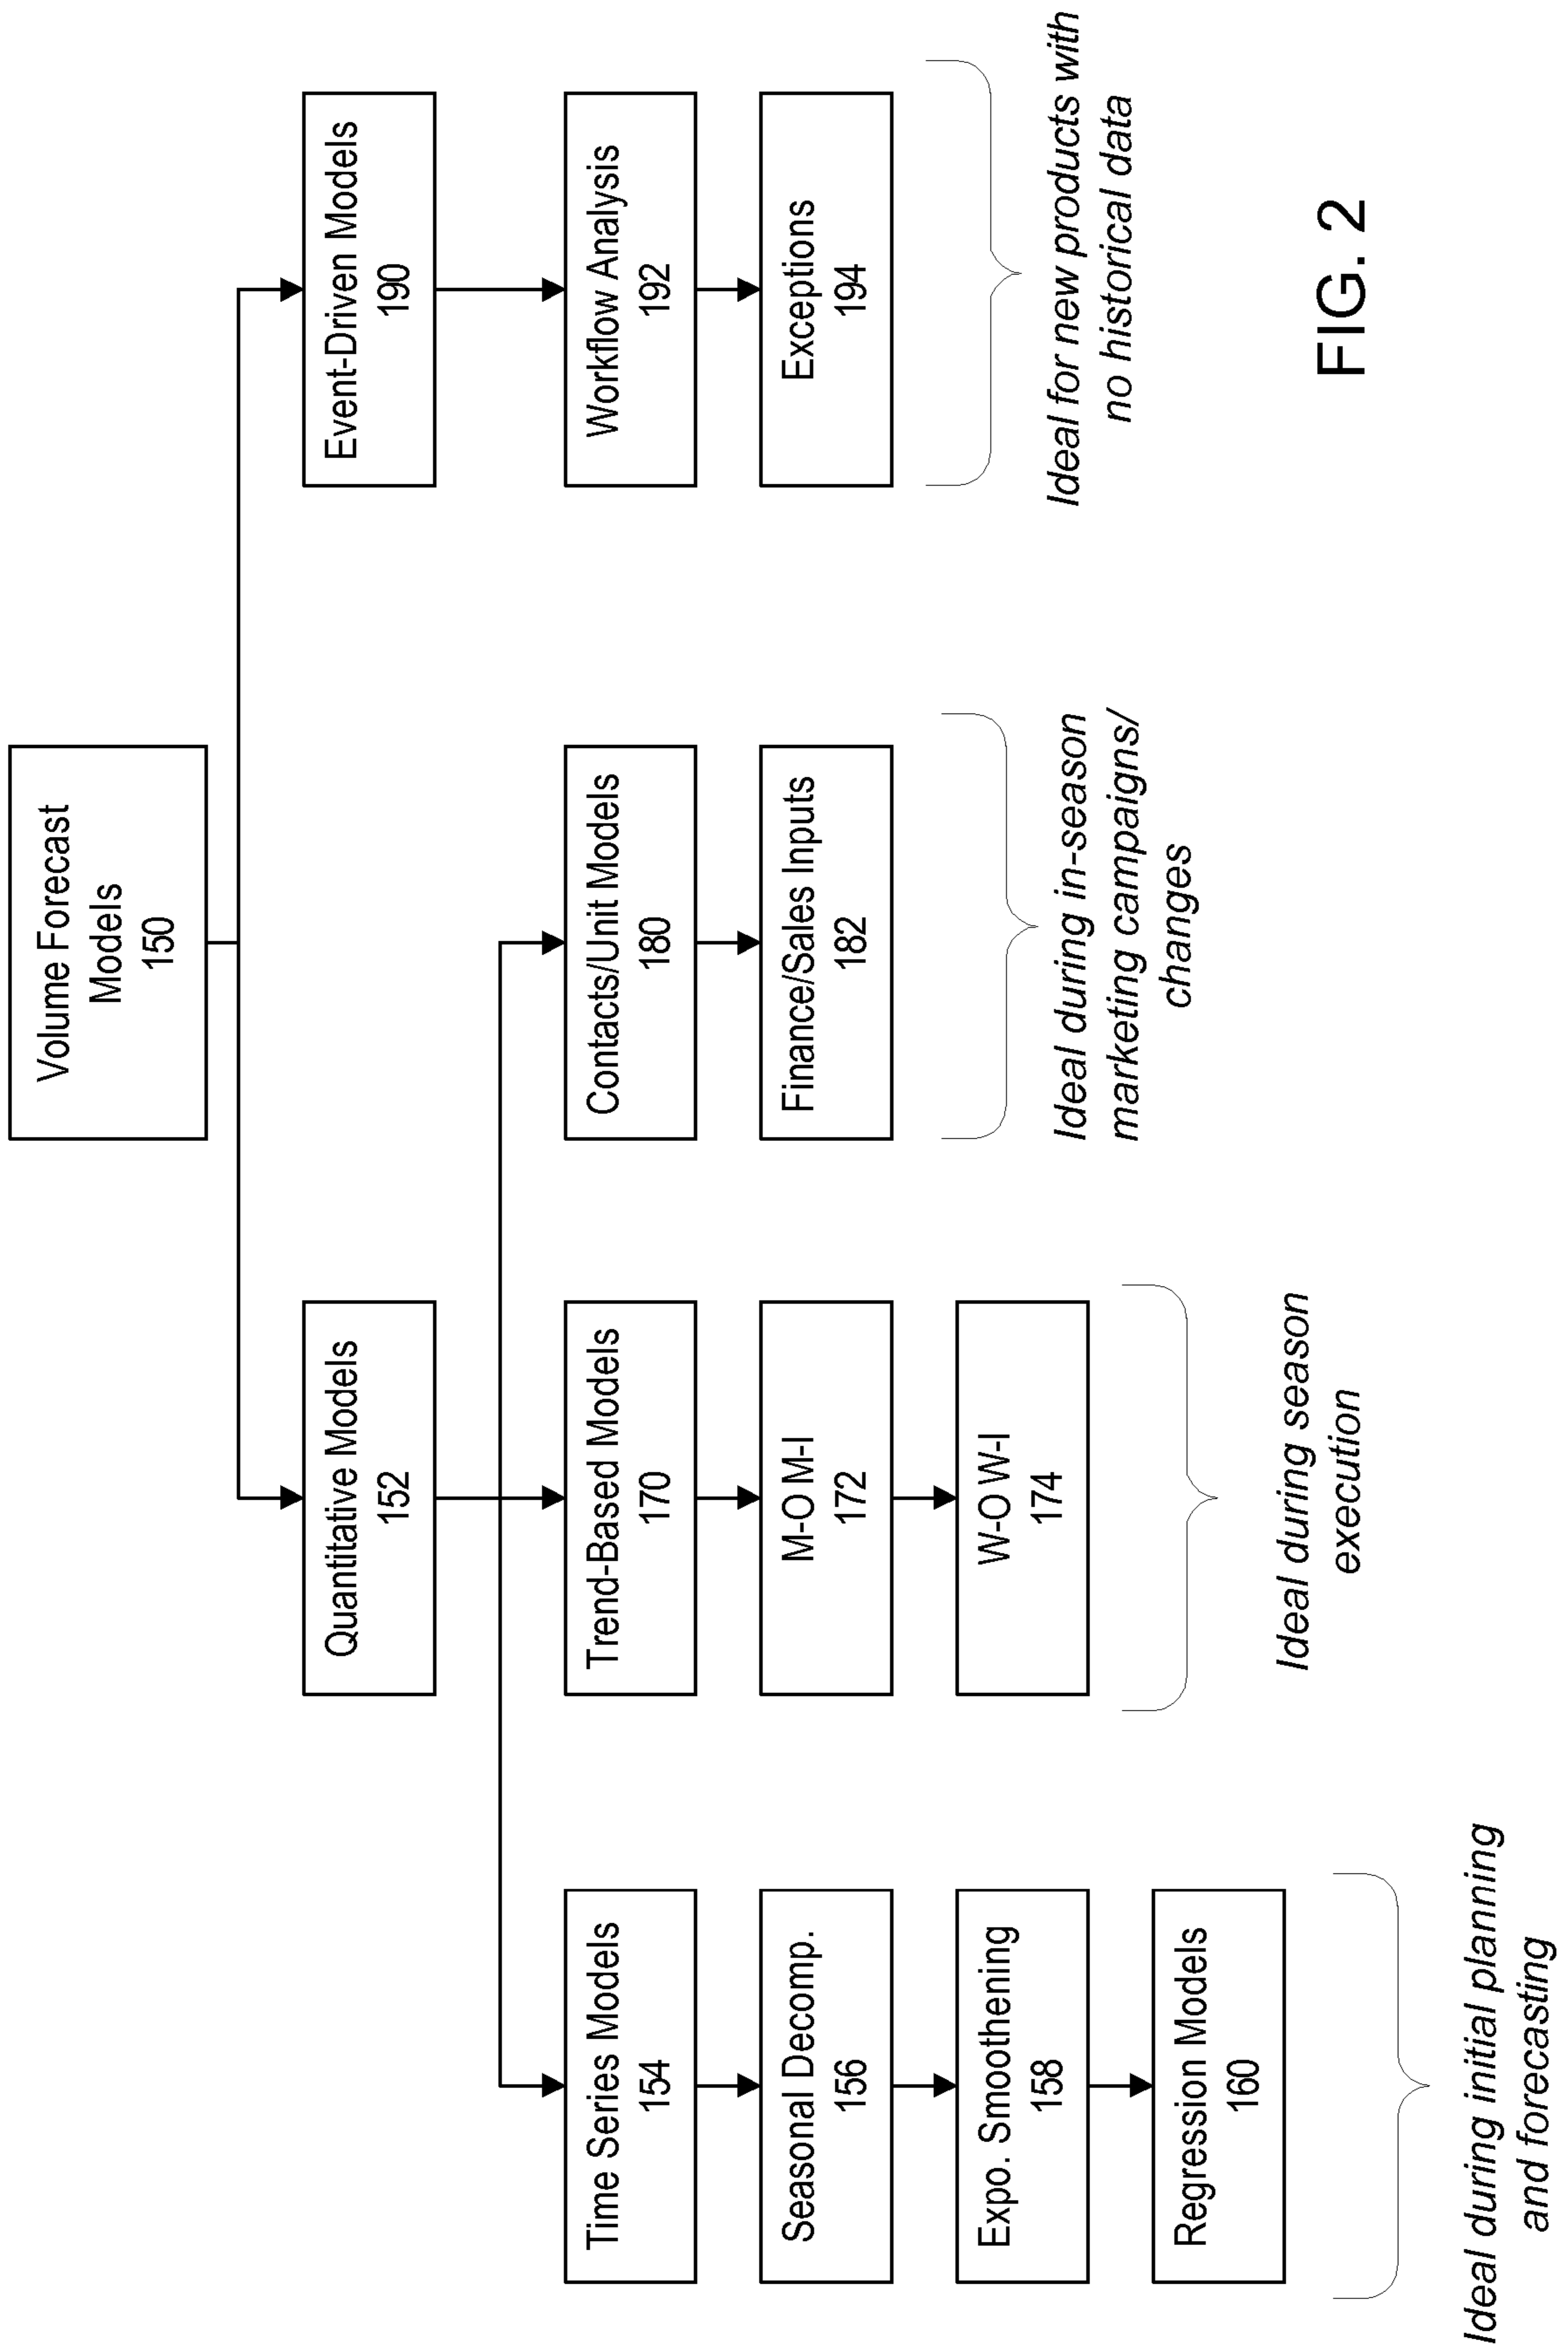 Volume Forecast
Models
150
Quantitative Models
152
Event-Driven Models
190
Time Series Models
154
Trend-Based Models
170
Contacts/Unit Models
180
Workflow Analysis
192
Seasonal Decomp.
156
M-O M-I
172
Finance/Sales Inputs
182
Exceptions
194
Expo. Smoothening
158
W-O W-I
174
Regression Models
160
Ideal during initial planning
and forecasting
Ideal during season
execution
Ideal during in-season
marketing campaigns/
changes
Ideal for new products with
no historical data
FIG. 2